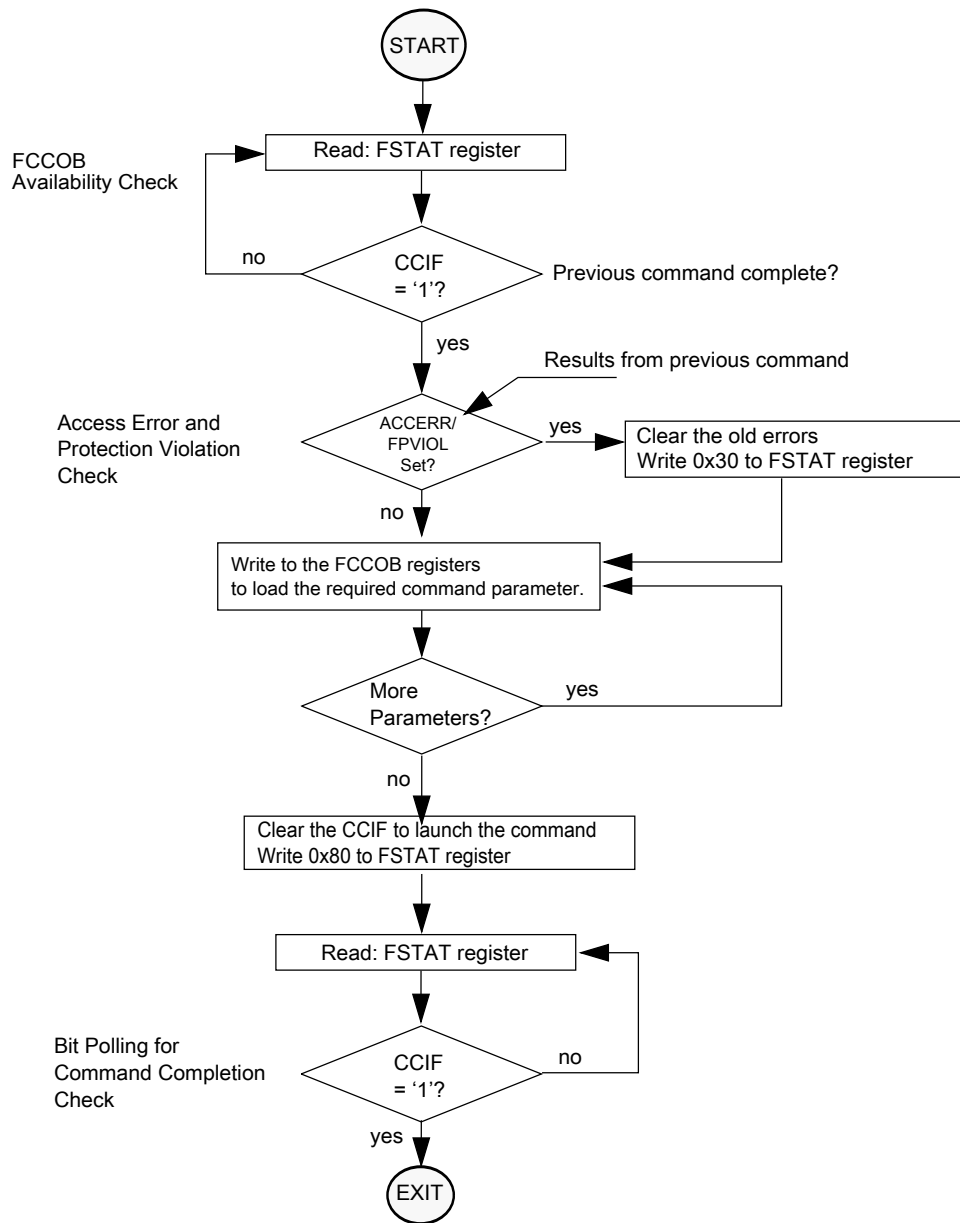 START
Read: FSTAT register
FCCOB
Availability Check
no
CCIF
= ‘1’?
Previous command complete?
yes
Results from previous command
Access Error and
Protection Violation
Check
ACCERR/
FPVIOL
Set?
yes
Clear the old errors
Write 0x30 to FSTAT register
no
Write to the FCCOB registers
to load the required command parameter.
More
Parameters?
yes
no
Clear the CCIF to launch the command
Write 0x80 to FSTAT register
Read: FSTAT register
Bit Polling for
Command Completion
Check
CCIF
= ‘1’?
no
yes
EXIT